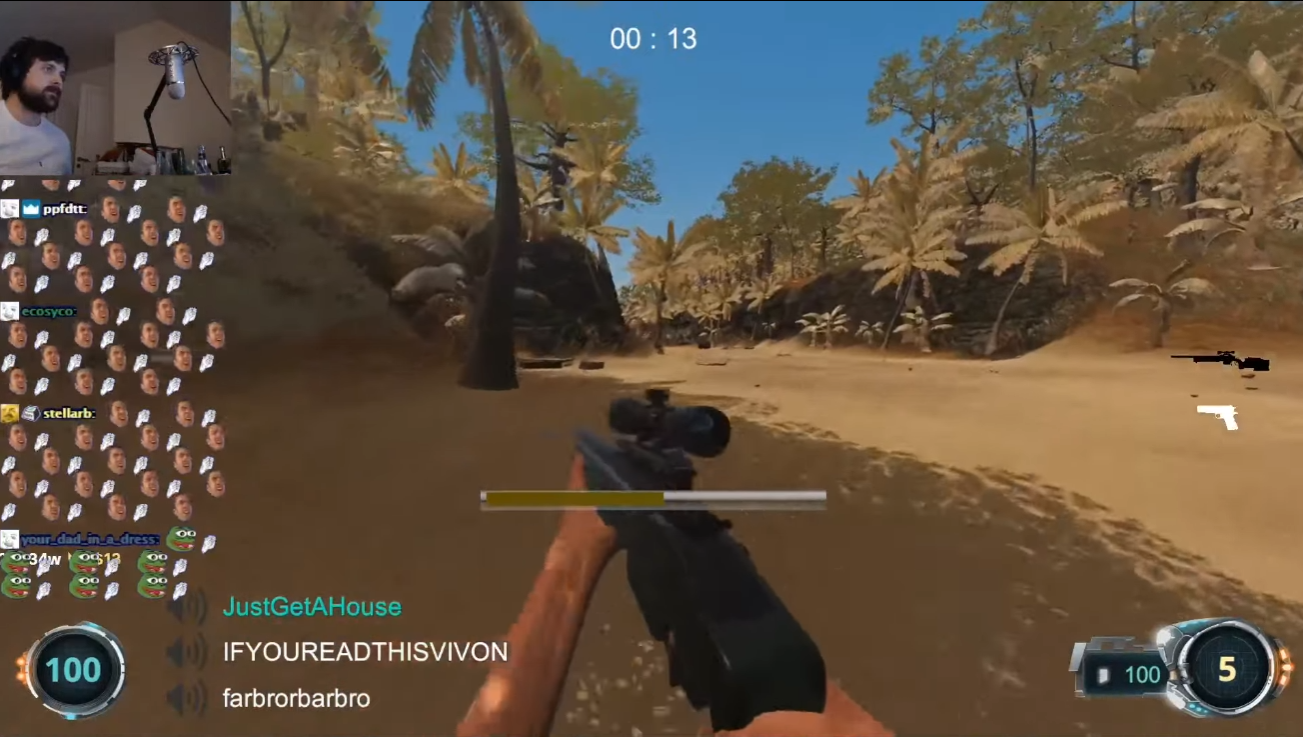 00 : 13
ppfdtt:
ecosyco:
stellarb:
your_dad_in_a_dress:
JustGetAHouse
IFYOUREADTHISVIVON
farbrorbarbro
100
100
5